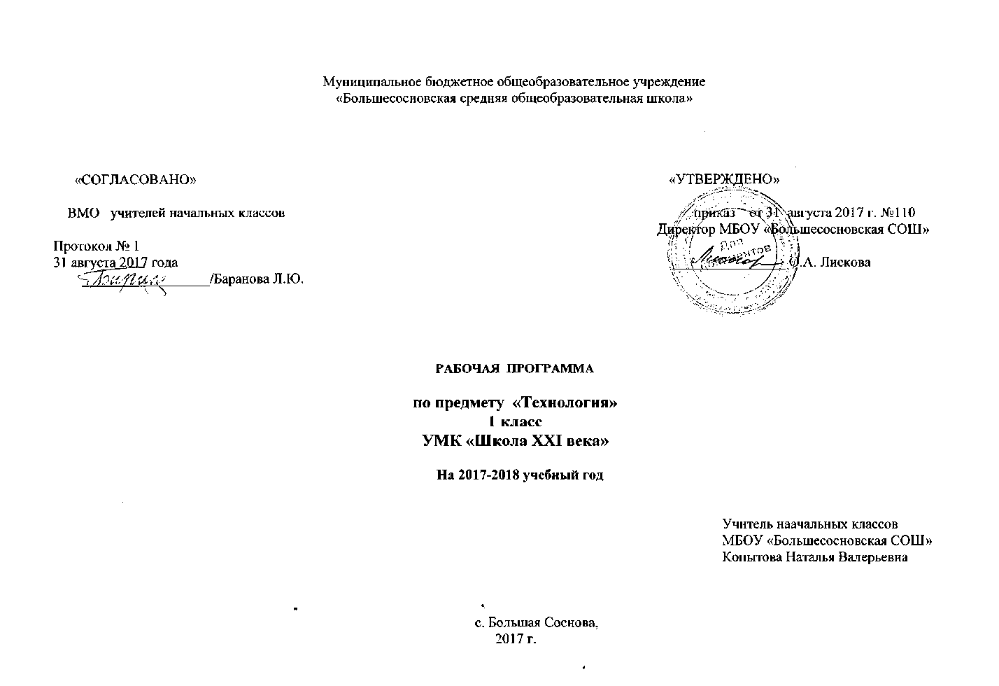 Муниципальное бюджетное общеобразовательное учреждение
«Большесосновская средняя общеобразовательная школа»
«СОГЛАСОВАНО»
ВМО учителей начальных классов
Протокол № 1
31 августа 2017 года
/Баранова Л.Ю.
«УТВЕРЖДЕНО»
приказ от 31 августа 2017 г. №110
Директор МБОУ «Большесосновская СОШ»
Для
О.А. Лискова
РАБОЧАЯ ПРОГРАММА
по предмету «Технология»
1 класс
УМК «Школа XXI века»
На 2017-2018 учебный год
Учитель наачальных классов
МБОУ «Большесосновская СОШ»
Копытова Наталья Валерьевна
с. Большая Соснова,
2017 г.